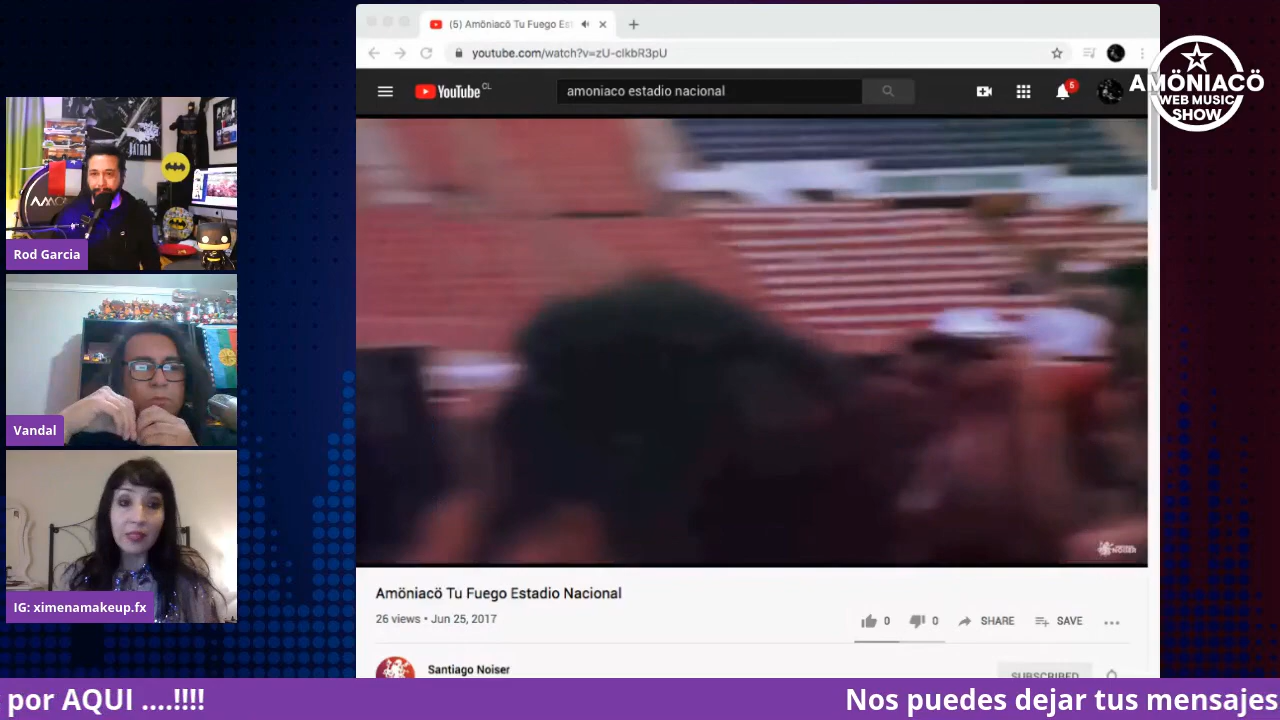 (5) Amöniacö Tu Fuego Es
youtube.com/watch?v=zU-clkbR3pU
YouTube CL
amoniaco estadio nacional
5
AMÖNIACÖ
WEB MUSIC
SHOW
Rod Garcia
Vandal
IG: ximenamakeup.fx
Amöniacö Tu Fuego Estadio Nacional
26 views • Jun 25, 2017
0
0
SHARE
SAVE
Santiago Noiser
SUBSCRIBED
por AQUI ....!!!!
Nos puedes dejar tus mensajes